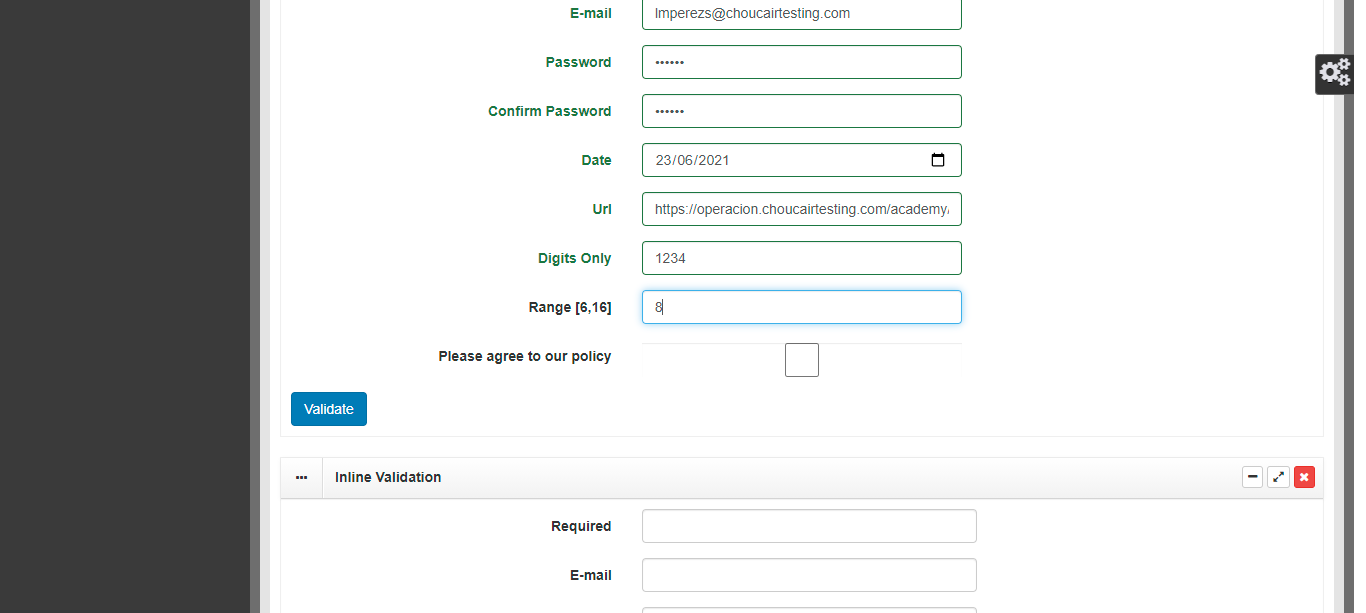 E-mail lmperezs@choucairtesting.com
Password ••••••
Confirm Password ••••••
Date 23/06/2021
Url https://operacion.choucairtesting.com/academy/
Digits Only 1234
Range [6,16] 8
Please agree to our policy
Validate
Inline Validation
Required
E-mail